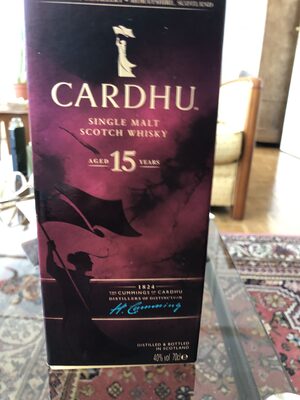 CARDHU
SINGLE MALT
SCOTCH WHISKY
AGED 15 YEARS
1824
THE CUMMINGS OF CARDHU
DISTILLERS OF DISTINCTION
H. Cumming
DISTILLED & BOTTLED
IN SCOTLAND
40% vol 70cl e